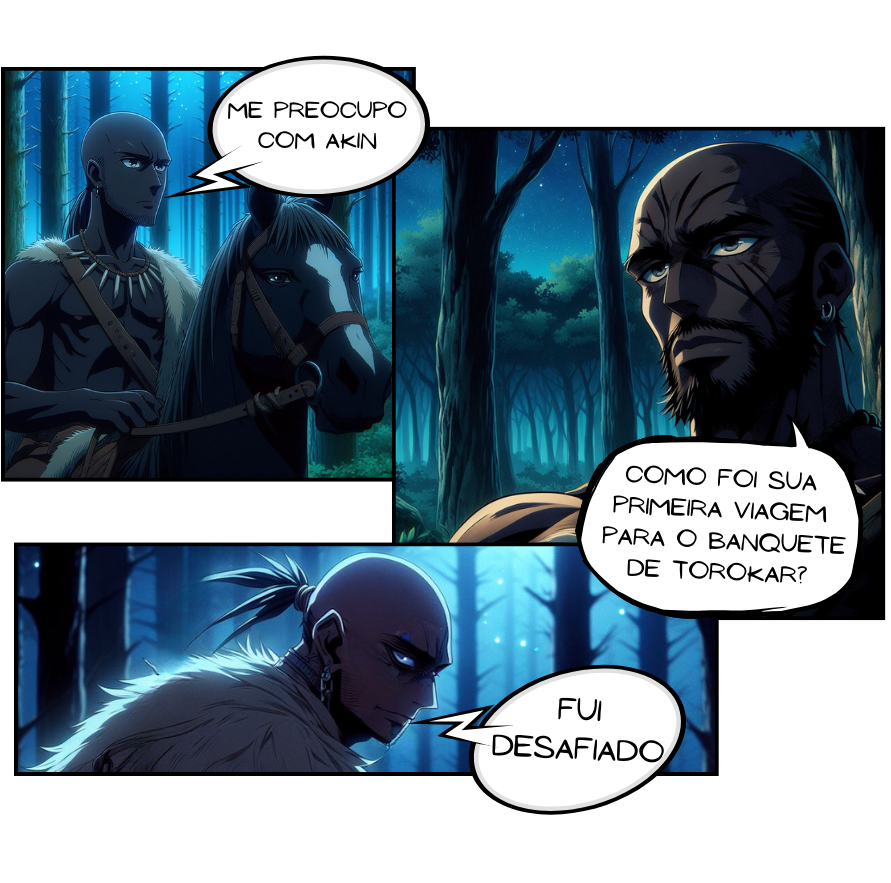 ME PREOCUPO
COM AKIN
COMO FOI SUA
PRIMEIRA VIAGEM
PARA O BANQUETE
DE TOROKAR?
FUI
DESAFIADO